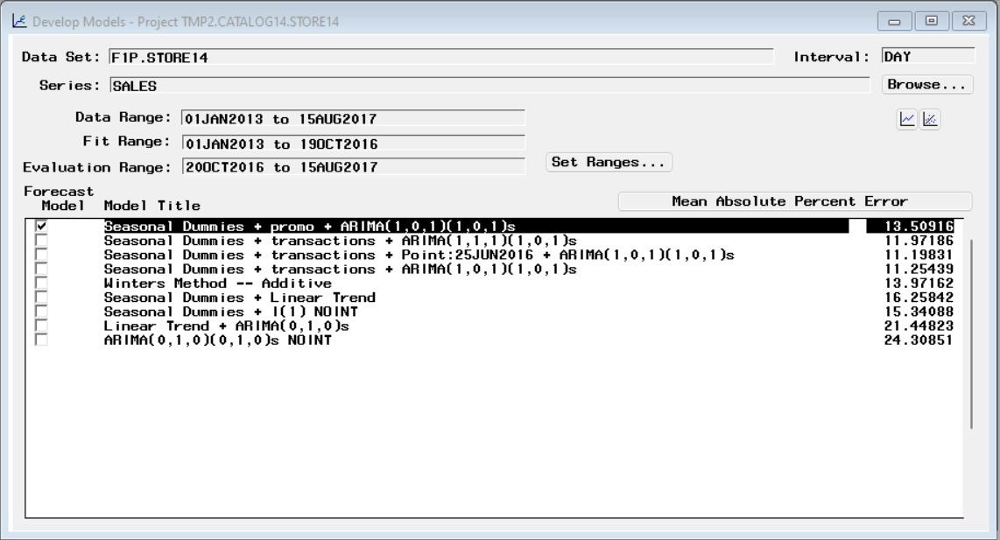 Develop Models - Project TMP2.CATALOG14.STORE14
Data Set: F1P.STORE14 Interval: DAY
Series: SALES Browse...
Data Range: 01JAN2013 to 15AUG2017
Fit Range: 01JAN2013 to 19OCT2016
Evaluation Range: 20OCT2016 to 15AUG2017 Set Ranges...
Forecast
Model Model Title Mean Absolute Percent Error
Seasonal Dummies + promo + ARIMA(1,0,1)(1,0,1)s 13.50916
Seasonal Dummies + transactions + ARIMA(1,1,1)(1,0,1)s 11.97186
Seasonal Dummies + transactions + Point:25JUN2016 + ARIMA(1,0,1)(1,0,1)s 11.19831
Seasonal Dummies + transactions + ARIMA(1,0,1)(1,0,1)s 11.25439
Winters Method -- Additive 13.97162
Seasonal Dummies + Linear Trend 16.25842
Seasonal Dummies + I(1) NOINT 15.34088
Linear Trend + ARIMA(0,1,0)s 21.44823
ARIMA(0,1,0)(0,1,0)s NOINT 24.30851